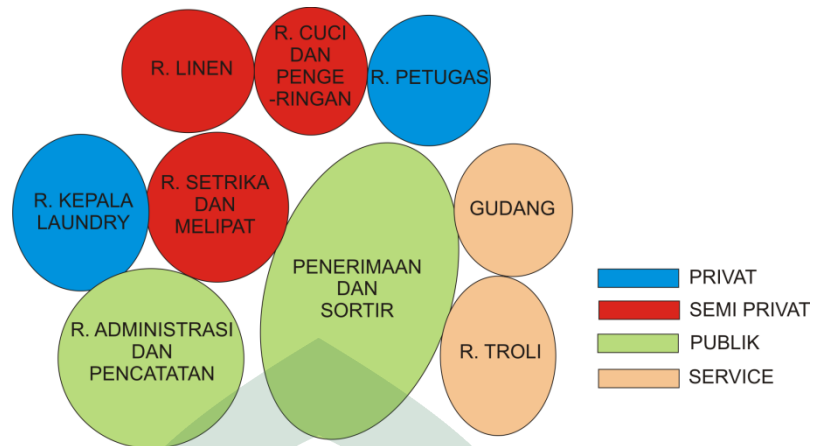 R. LINEN
R. CUCI
DAN
PENGE
-RINGAN
R. PETUGAS
R. KEPALA
LAUNDRY
R. SETRIKA
DAN
MELIPAT
GUDANG
PENERIMAAN
DAN
SORTIR
R. ADMINISTRASI
DAN
PENCATATAN
R. TROLI
PRIVAT
SEMI PRIVAT
PUBLIK
SERVICE